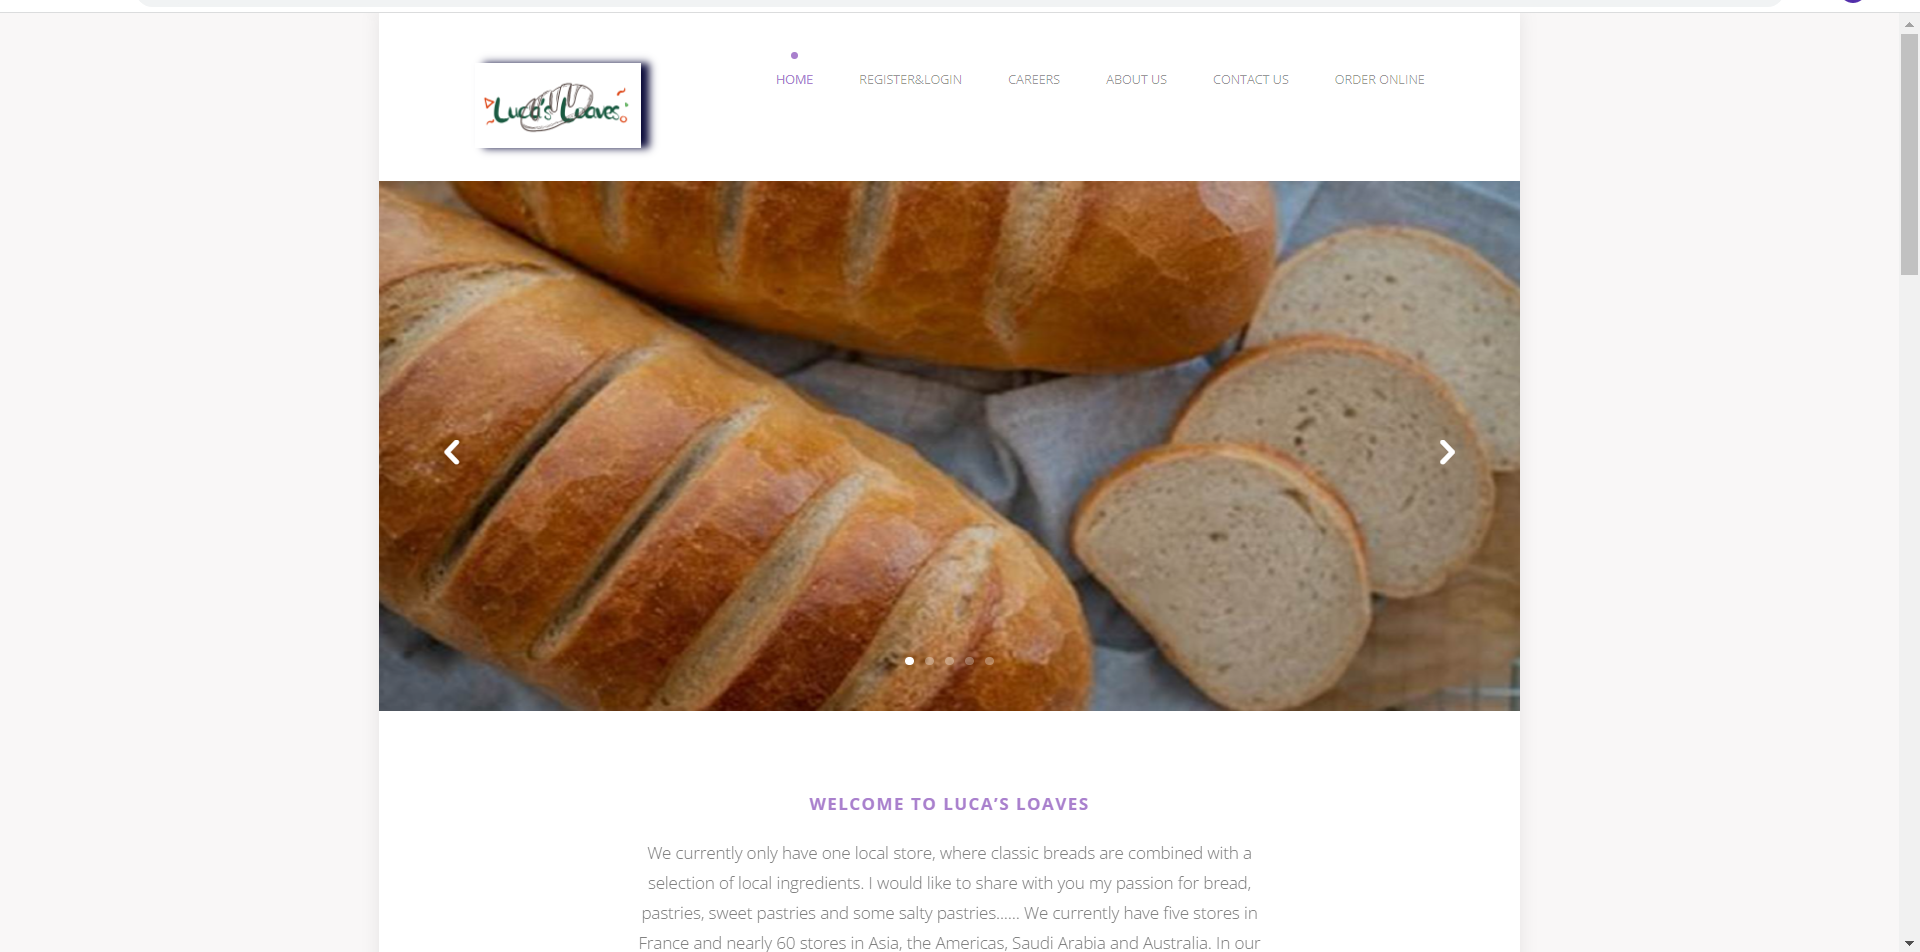 Luca's Loaves
HOME REGISTER&LOGIN CAREERS ABOUT US CONTACT US ORDER ONLINE
WELCOME TO LUCA’S LOAVES
We currently only have one local store, where classic breads are combined with a
selection of local ingredients. I would like to share with you my passion for bread,
pastries, sweet pastries and some salty pastries...... We currently have five stores in
France and nearly 60 stores in Asia, the Americas, Saudi Arabia and Australia. In our